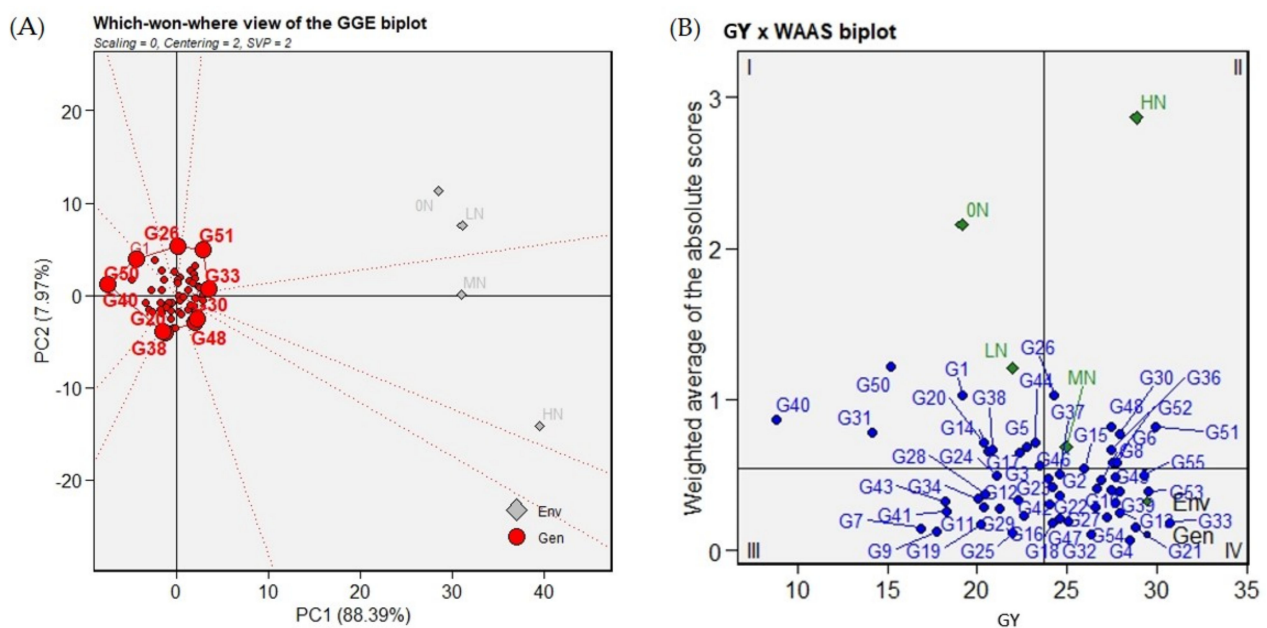 (A)
Which-won-where view of the GGE biplot
Scaling = 0, Centering = 2, SVP = 2
PC2 (7.97%)
20
10
0
-10
-20
0N
LN
MN
HN
G26
G51
G1
G50
G33
G40
G30
G20
G48
G38
Env
Gen
0
10
20
30
40
PC1 (88.39%)
(B)
GY x WAAS biplot
I
II
Weighted average of the absolute scores
3
2
1
0
HN
0N
LN
G26
MN
G1
G44
G30
G36
G50
G20
G38
G37
G48
G52
G40
G31
G14
G5
G15
G6
G51
G28
G24
G17
G46
G8
G55
G3
G2
G49
G43
G34
G12
G23
G53
Env
G41
G42
G22
G39
G7
G11
G29
G27
G13
G33
G16
G47
G54
Gen
G9
G19
G25
G18
G32
G4
G21
III
IV
10
15
20
25
30
35
GY